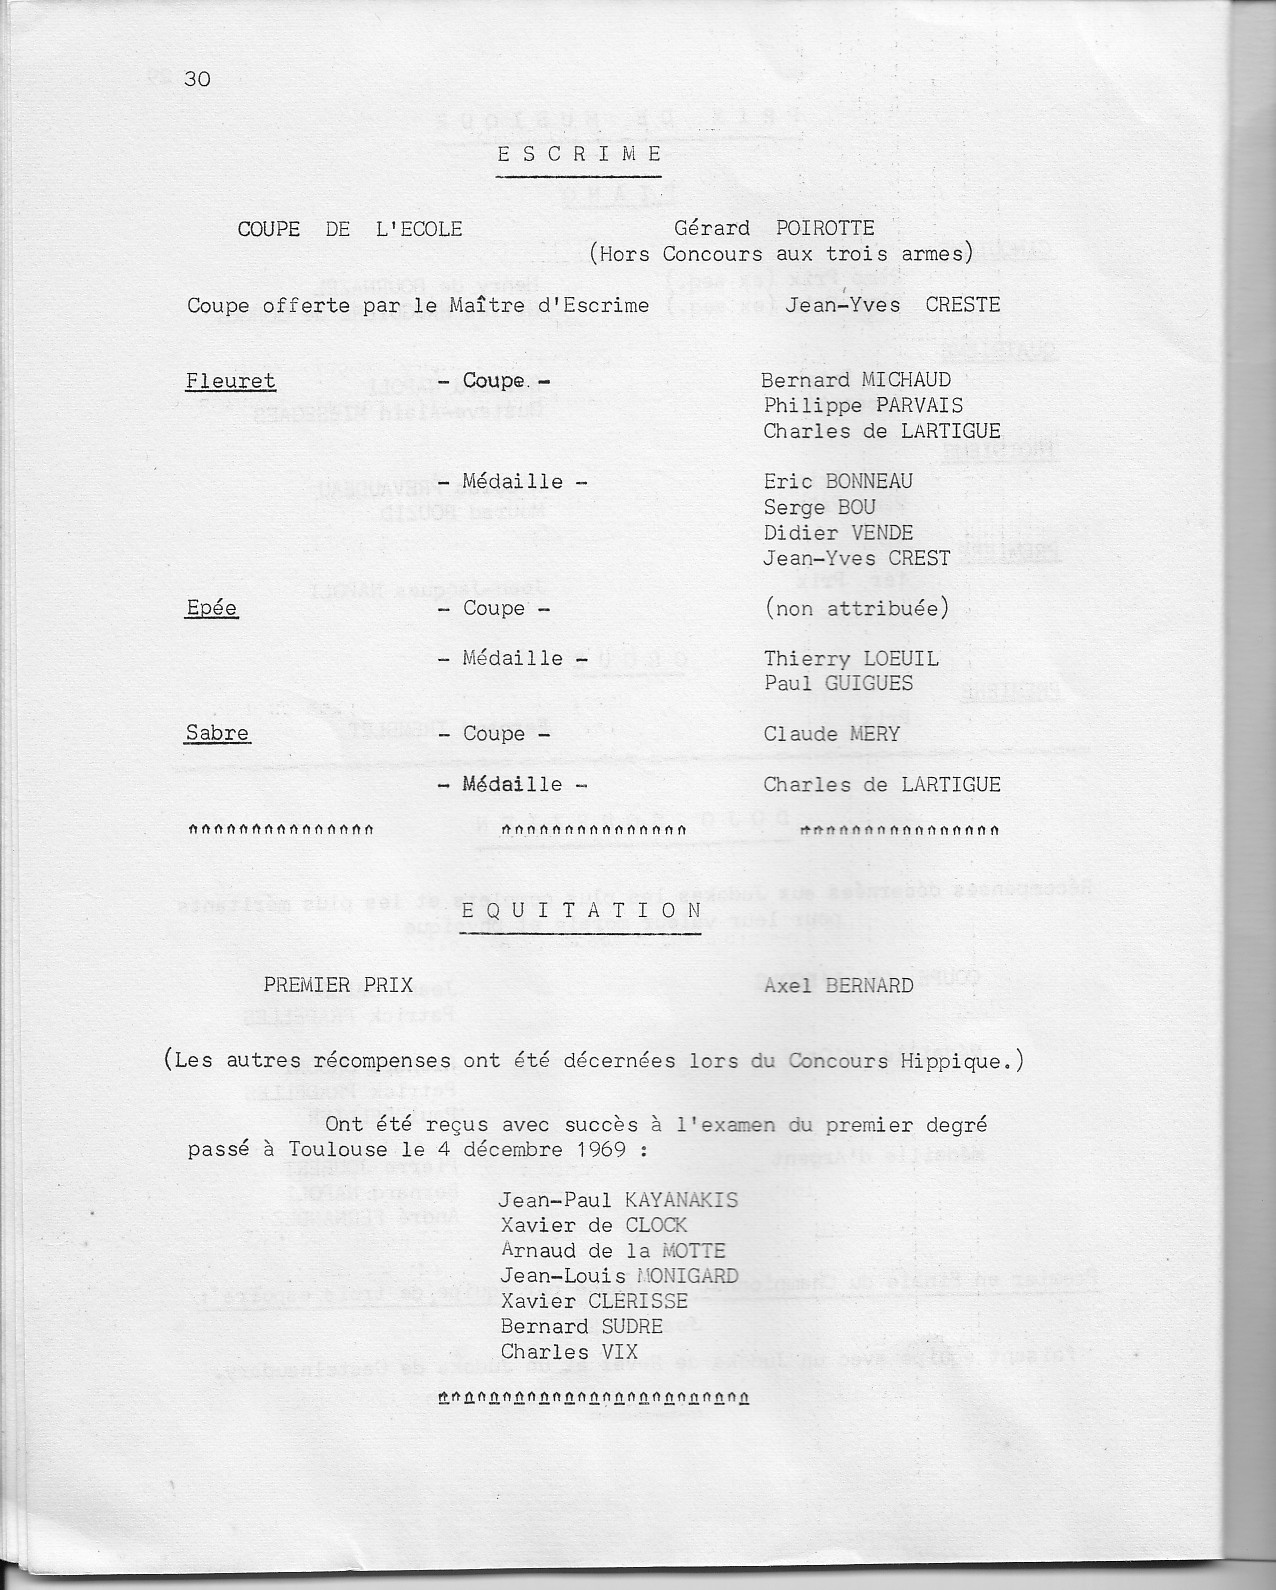 30
E S C R I M E
COUPE DE L'ECOLE Gérard POIROTTE
(Hors Concours aux trois armes)
Coupe offerte par le Maître d'Escrime Jean-Yves CRESTE
Fleuret - Coupe. - Bernard MICHAUD
Philippe PARVAIS
Charles de LARTIGUE
- Médaille - Eric BONNEAU
Serge BOU
Didier VENDE
Jean-Yves CREST
Epée - Coupe - (non attribuée)
- Médaille - Thierry LOEUIL
Paul GUIGUES
Sabre - Coupe - Claude MERY
- Médaille - Charles de LARTIGUE
E Q U I T A T I O N
PREMIER PRIX Axel BERNARD
(Les autres récompenses ont été décernées lors du Concours Hippique.)
Ont été reçus avec succès à l'examen du premier degré
passé à Toulouse le 4 décembre 1969 :
Jean-Paul KAYANAKIS
Xavier de CLOCK
Arnaud de la MOTTE
Jean-Louis MONIGARD
Xavier CLERISSE
Bernard SUDRE
Charles VIX